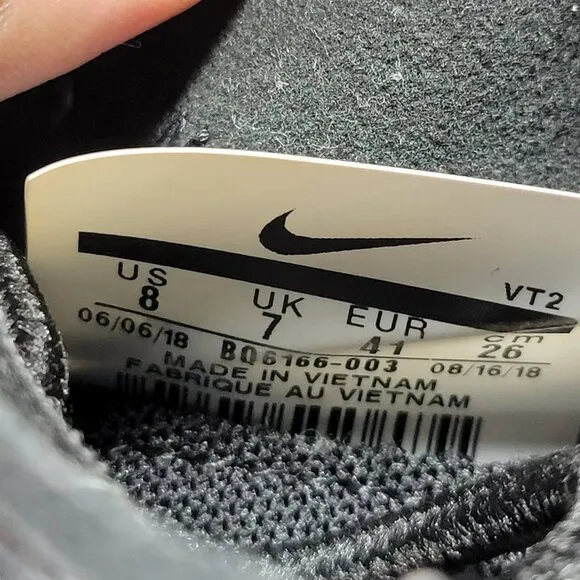 VT2
US UK EUR cm
8 7 41 26
06/06/18 BQ6166-003 08/16/18
MADE IN VIETNAM
FABRIQUE AU VIETNAM